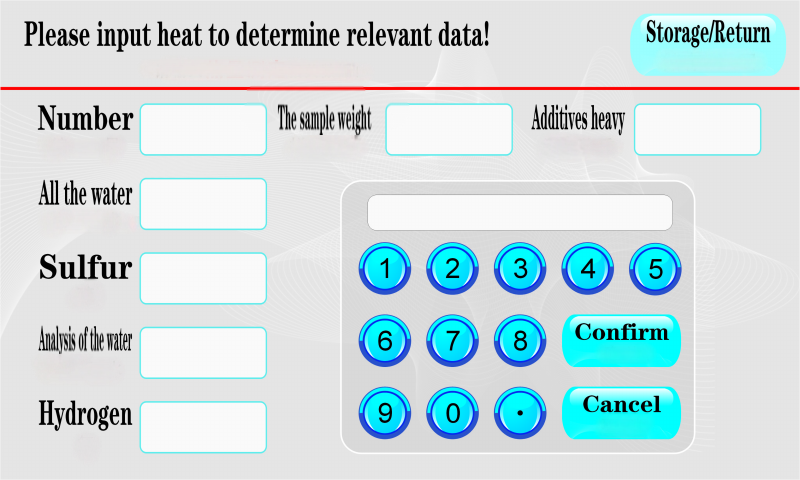 Please input heat to determine relevant data!
Storage/Return
Number
The sample weight
Additives heavy
All the water
Sulfur
Analysis of the water
Hydrogen
1 2 3 4 5
6 7 8 Confirm
9 0 . Cancel